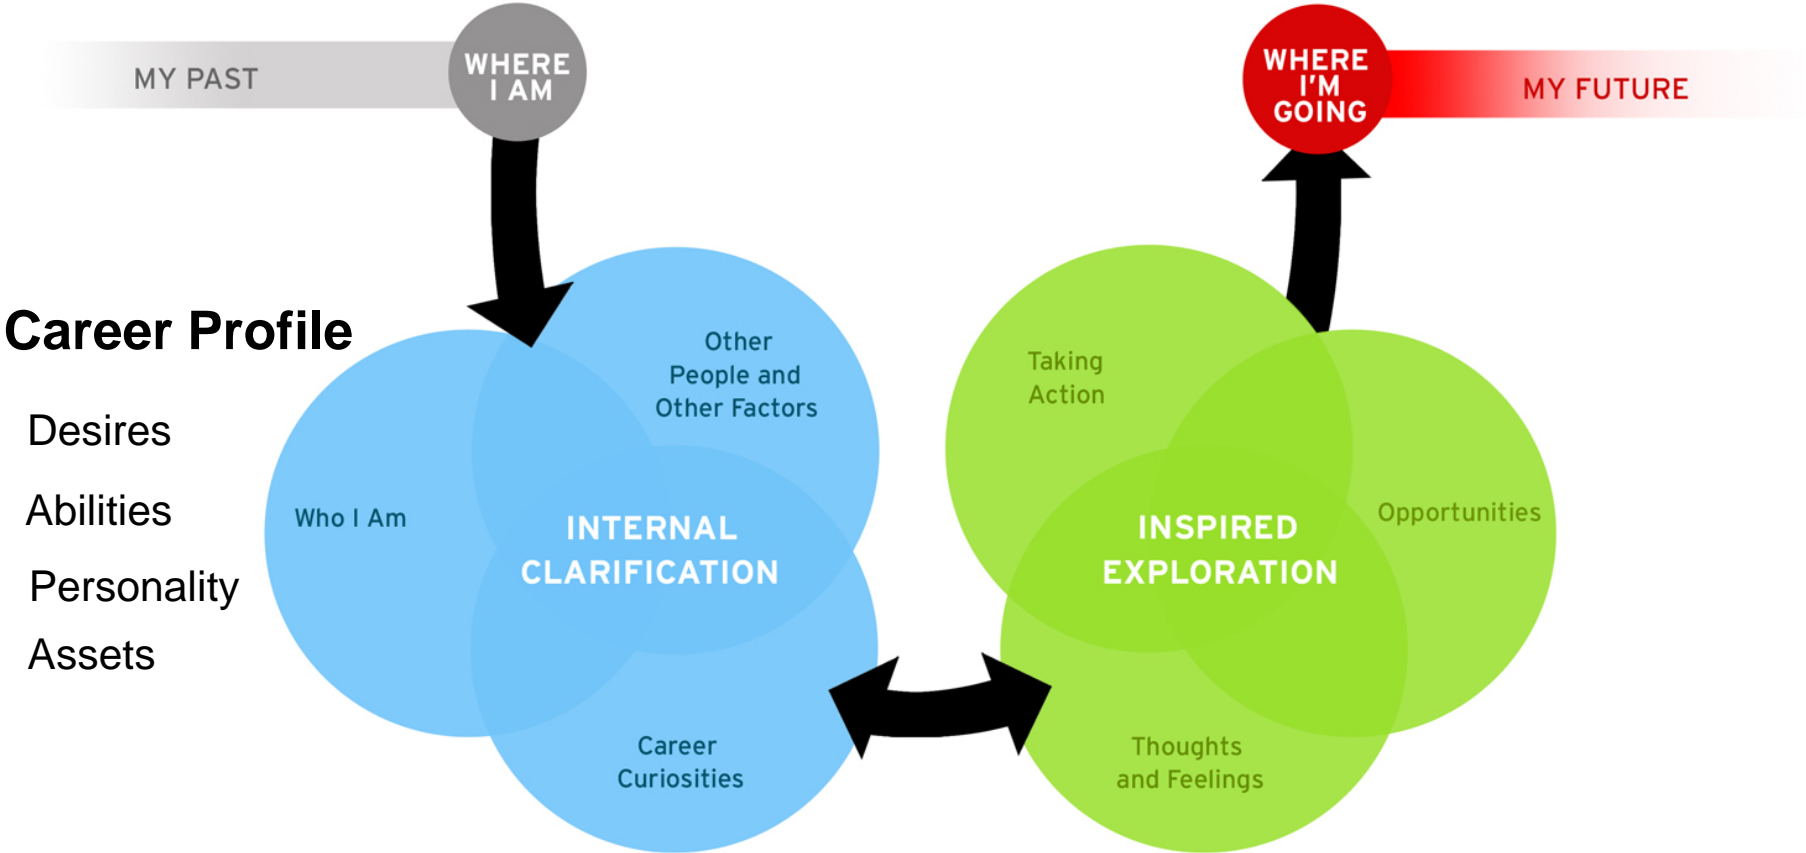 MY PAST
WHERE
I AM
WHERE
I'M
GOING
MY FUTURE
Career Profile
Desires
Abilities
Personality
Assets
Who I Am
Other
People and
Other Factors
INTERNAL
CLARIFICATION
Career
Curiosities
Taking
Action
Opportunities
INSPIRED
EXPLORATION
Thoughts
and Feelings